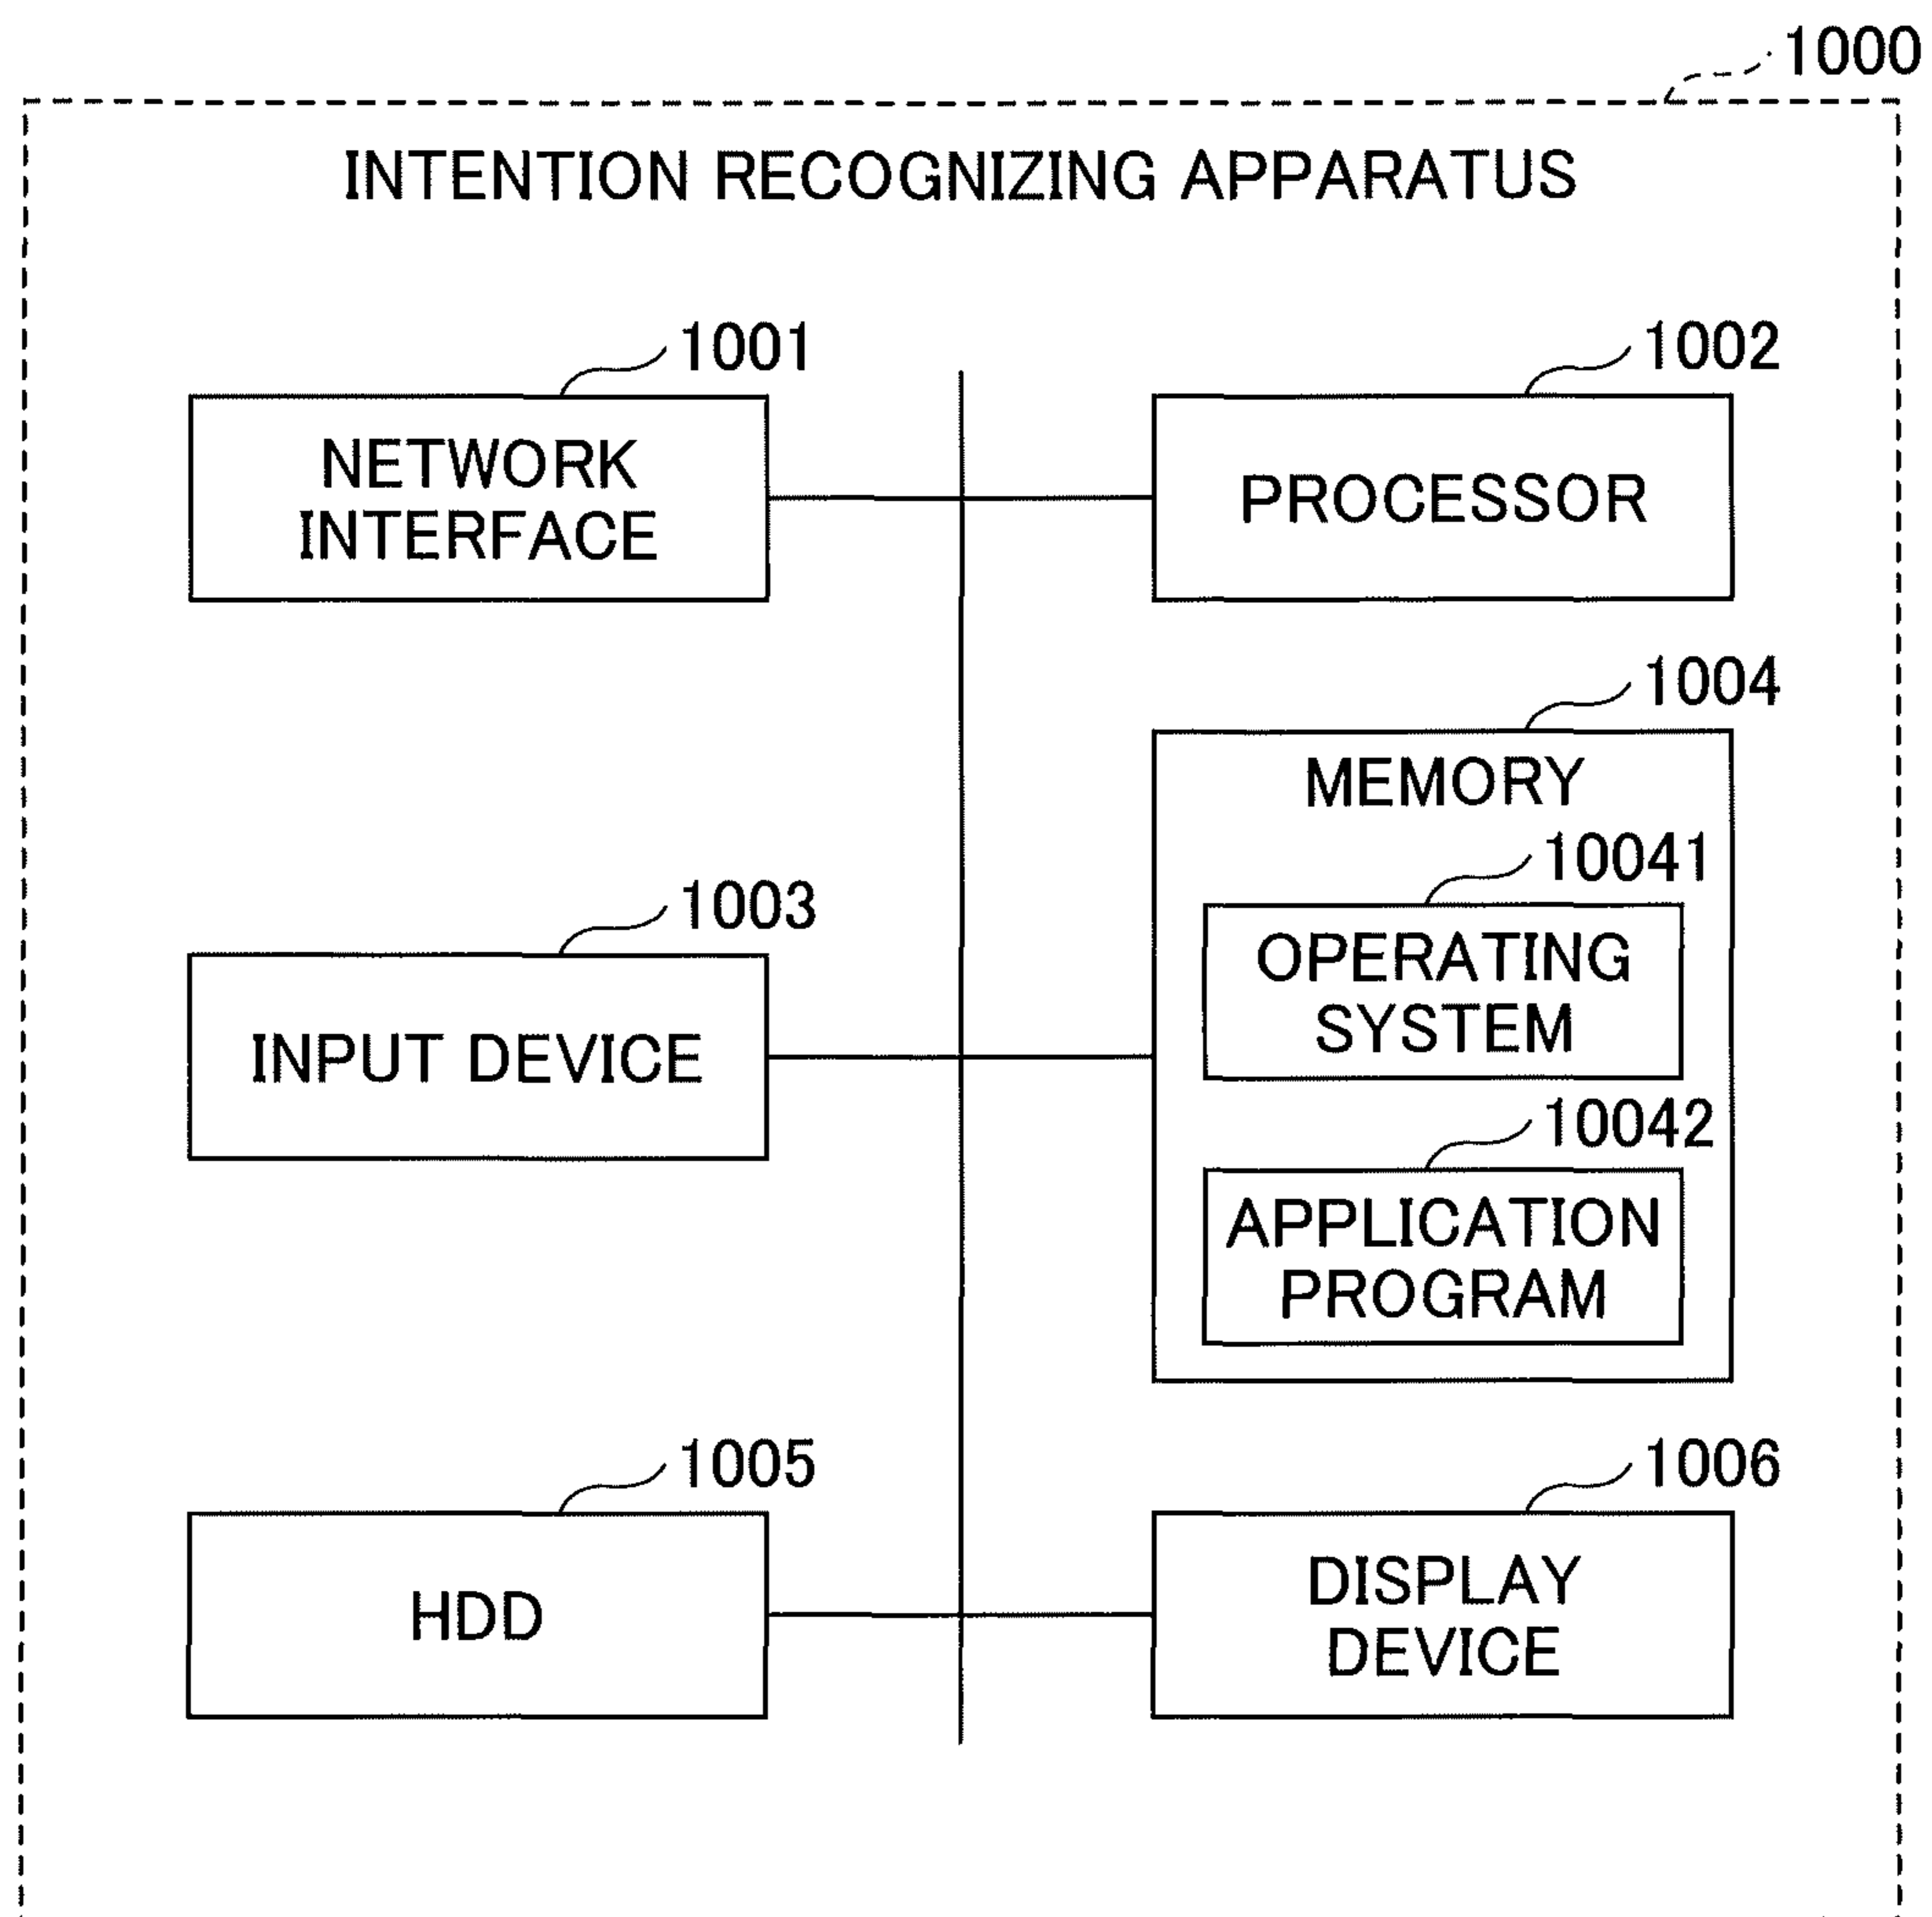 1000
INTENTION RECOGNIZING APPARATUS
1001
NETWORK
INTERFACE
1002
PROCESSOR
1003
INPUT DEVICE
1004
MEMORY
10041
OPERATING
SYSTEM
10042
APPLICATION
PROGRAM
1005
HDD
1006
DISPLAY
DEVICE